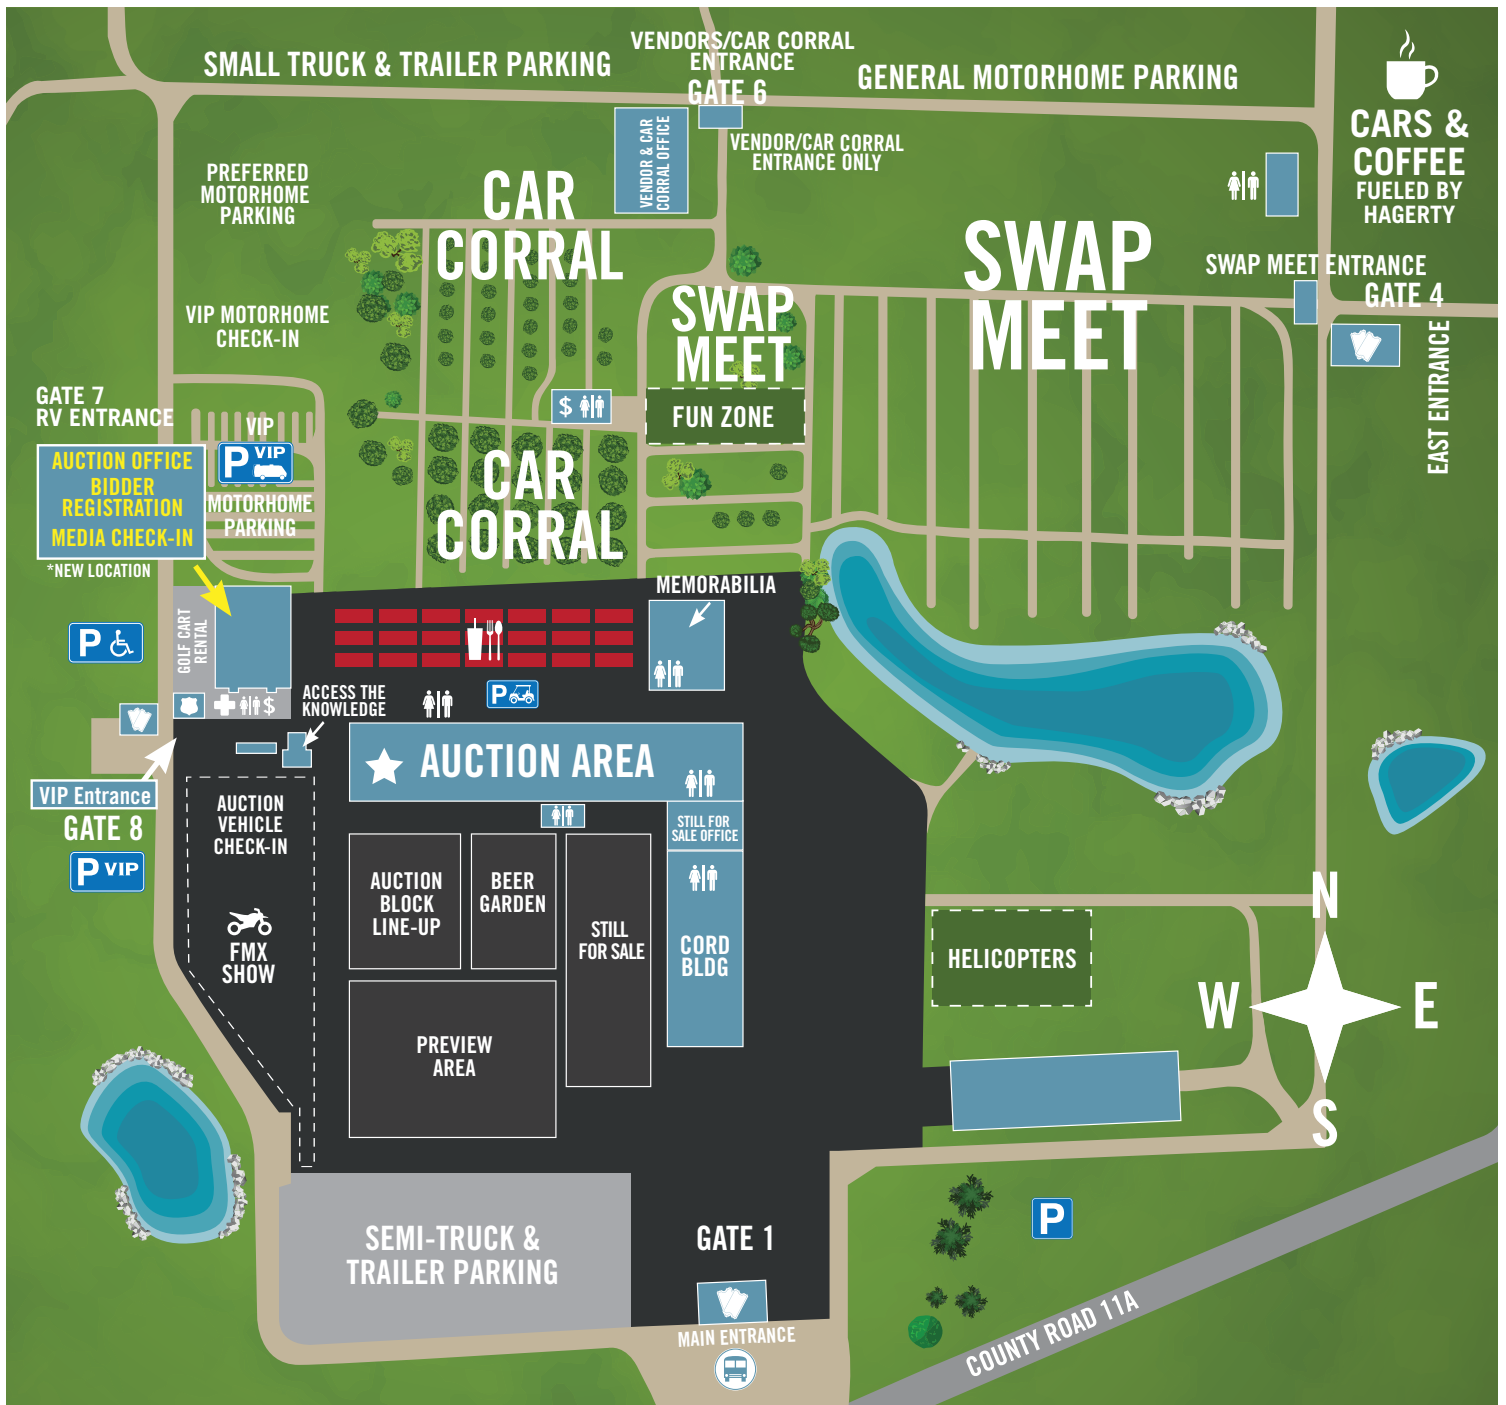 SMALL TRUCK & TRAILER PARKING
VENDORS/CAR CORRAL
ENTRANCE
GATE 6
GENERAL MOTORHOME PARKING
CARS &
COFFEE
FUELED BY
HAGERTY
VENDOR & CAR
CORRAL OFFICE
VENDOR/CAR CORRAL
ENTRANCE ONLY
PREFERRED
MOTORHOME
PARKING
CAR
CORRAL
SWAP
MEET
SWAP MEET ENTRANCE
GATE 4
EAST ENTRANCE
SWAP
MEET
VIP MOTORHOME
CHECK-IN
GATE 7
RV ENTRANCE
VIP
P VIP
MOTORHOME
PARKING
$
FUN ZONE
AUCTION OFFICE
BIDDER
REGISTRATION
MEDIA CHECK-IN
*NEW LOCATION
CAR
CORRAL
MEMORABILIA
GOLF CART
RENTAL
P
$
ACCESS THE
KNOWLEDGE
P
AUCTION AREA
VIP Entrance
GATE 8
P VIP
AUCTION
VEHICLE
CHECK-IN
STILL FOR
SALE OFFICE
AUCTION
BLOCK
LINE-UP
BEER
GARDEN
STILL
FOR SALE
CORD
BLDG
FMX
SHOW
HELICOPTERS
N
W
E
S
PREVIEW
AREA
SEMI-TRUCK &
TRAILER PARKING
GATE 1
MAIN ENTRANCE
P
COUNTY ROAD 11A